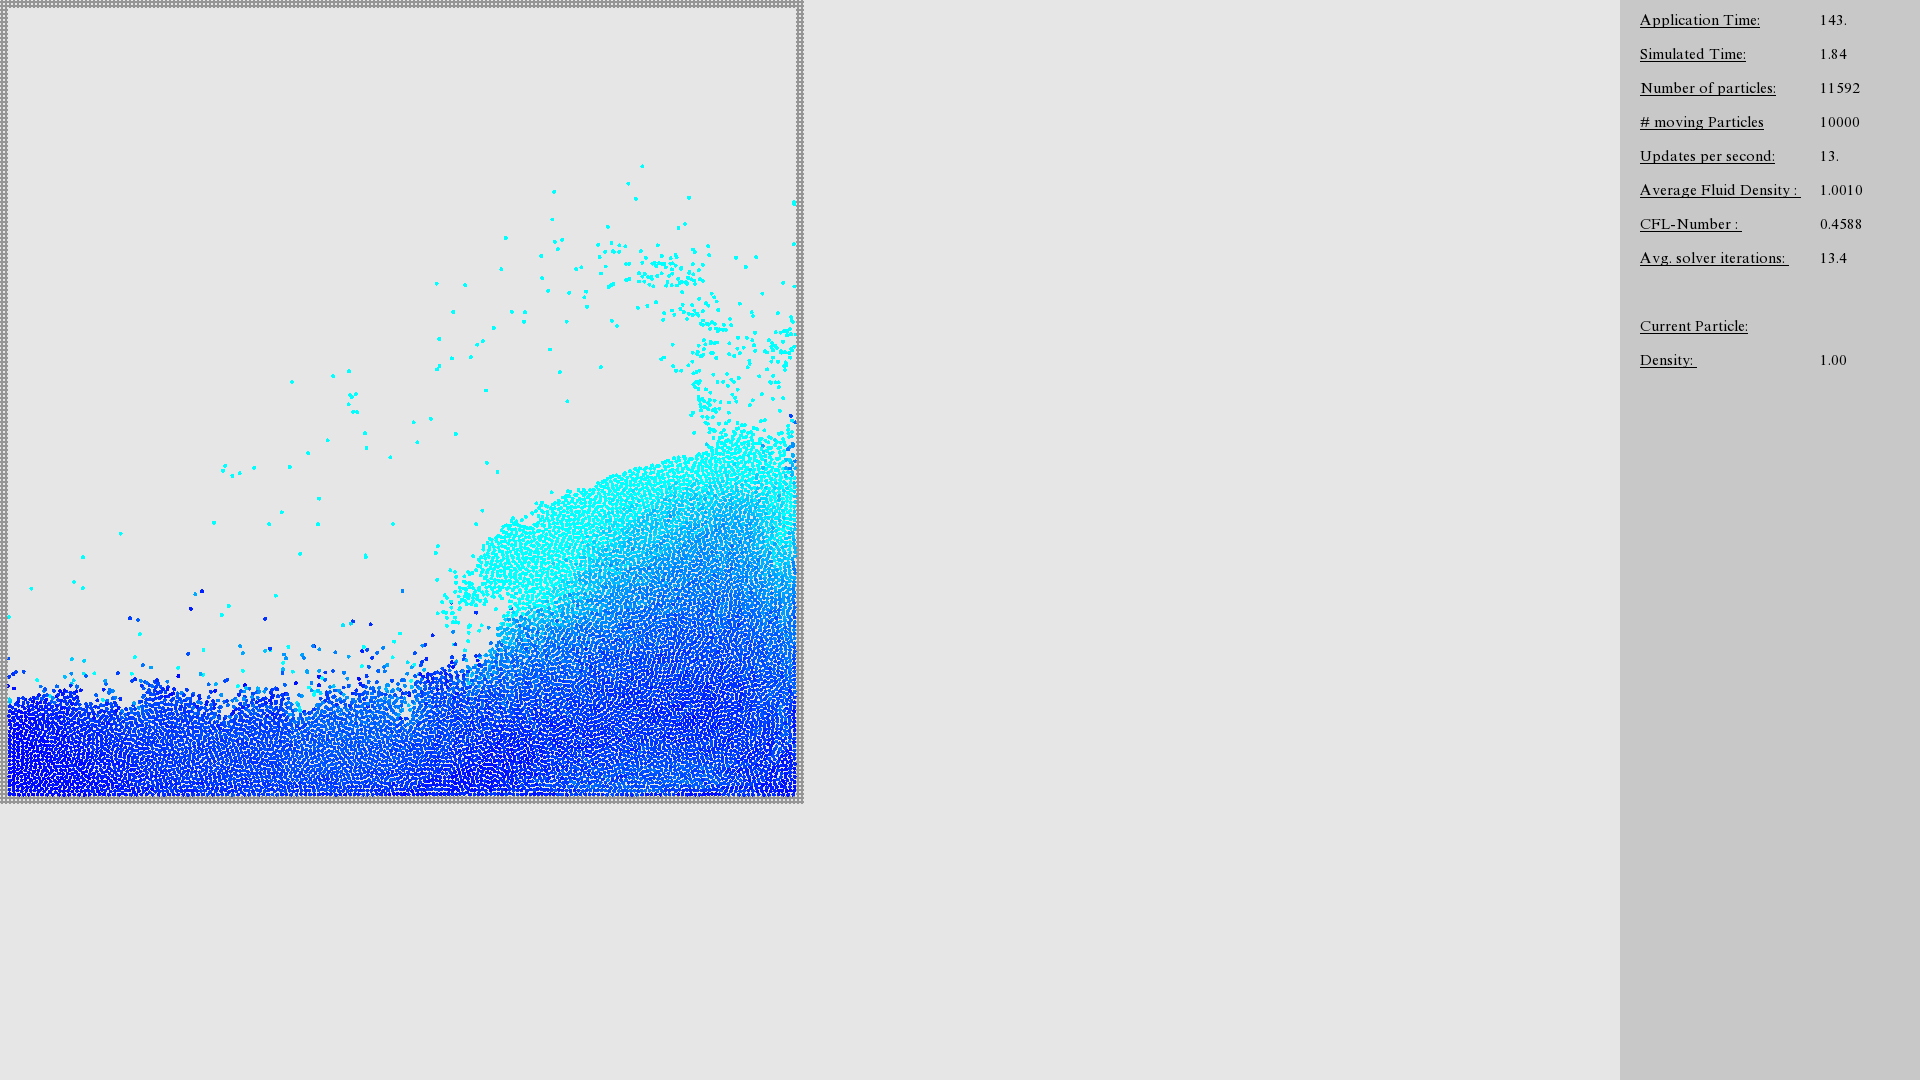 Application Time: 143.
Simulated Time: 1.84
Number of particles: 11592
# moving Particles 10000
Updates per second: 13.
Average Fluid Density : 1.0010
CFL-Number : 0.4588
Avg. solver iterations: 13.4
Current Particle:
Density: 1.00